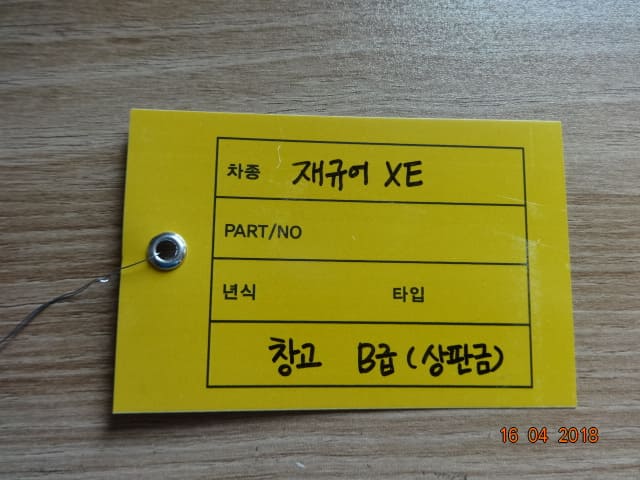 차종 재규어 XE
PART/NO
년식 타입
창고 B급 (상판금)
16 04 2018